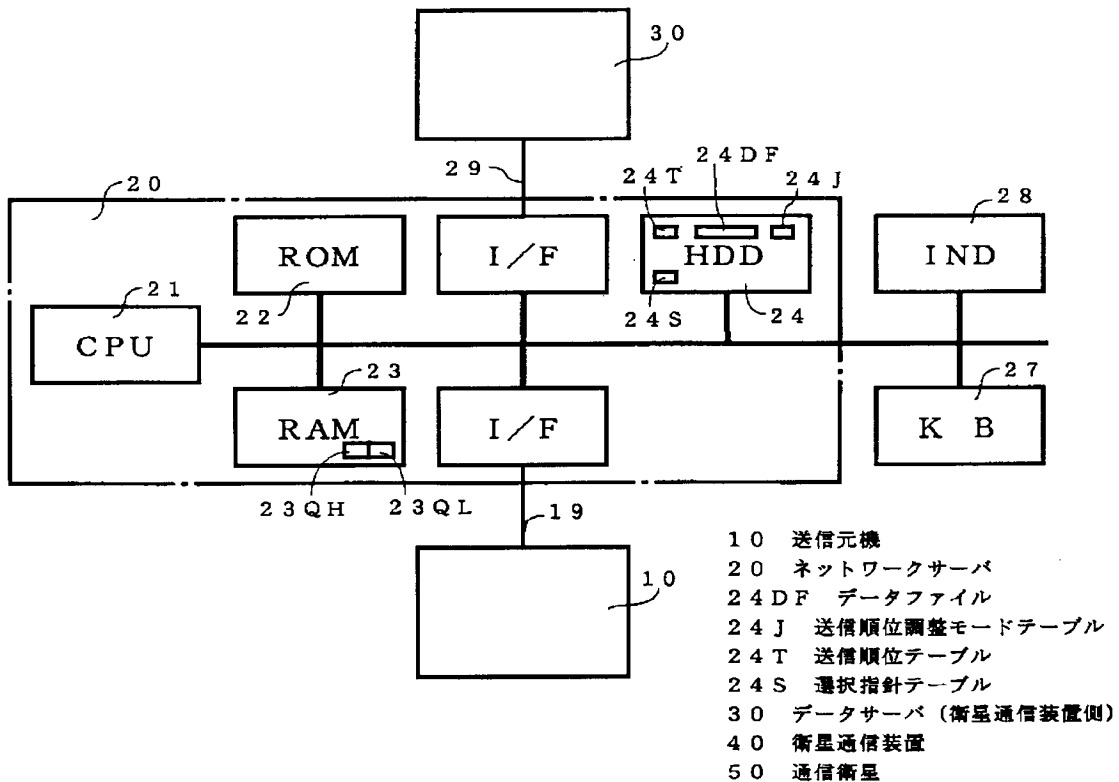 ３０
２９
２４Ｔ
２４ＤＦ
２４Ｊ
２０
２８
ＲＯＭ
Ｉ／Ｆ
ＨＤＤ
ＩＮＤ
２１
２２
２４Ｓ
２４
ＣＰＵ
２３
２７
ＲＡＭ
Ｉ／Ｆ
Ｋ Ｂ
２３ＱＨ
２３ＱＬ
１９
１０
１０ 送信元機
２０ ネットワークサーバ
２４ＤＦ データファイル
２４Ｊ 送信順位調整モードテーブル
２４Ｔ 送信順位テーブル
２４Ｓ 選択指針テーブル
３０ データサーバ（衛星通信装置側）
４０ 衛星通信装置
５０ 通信衛星